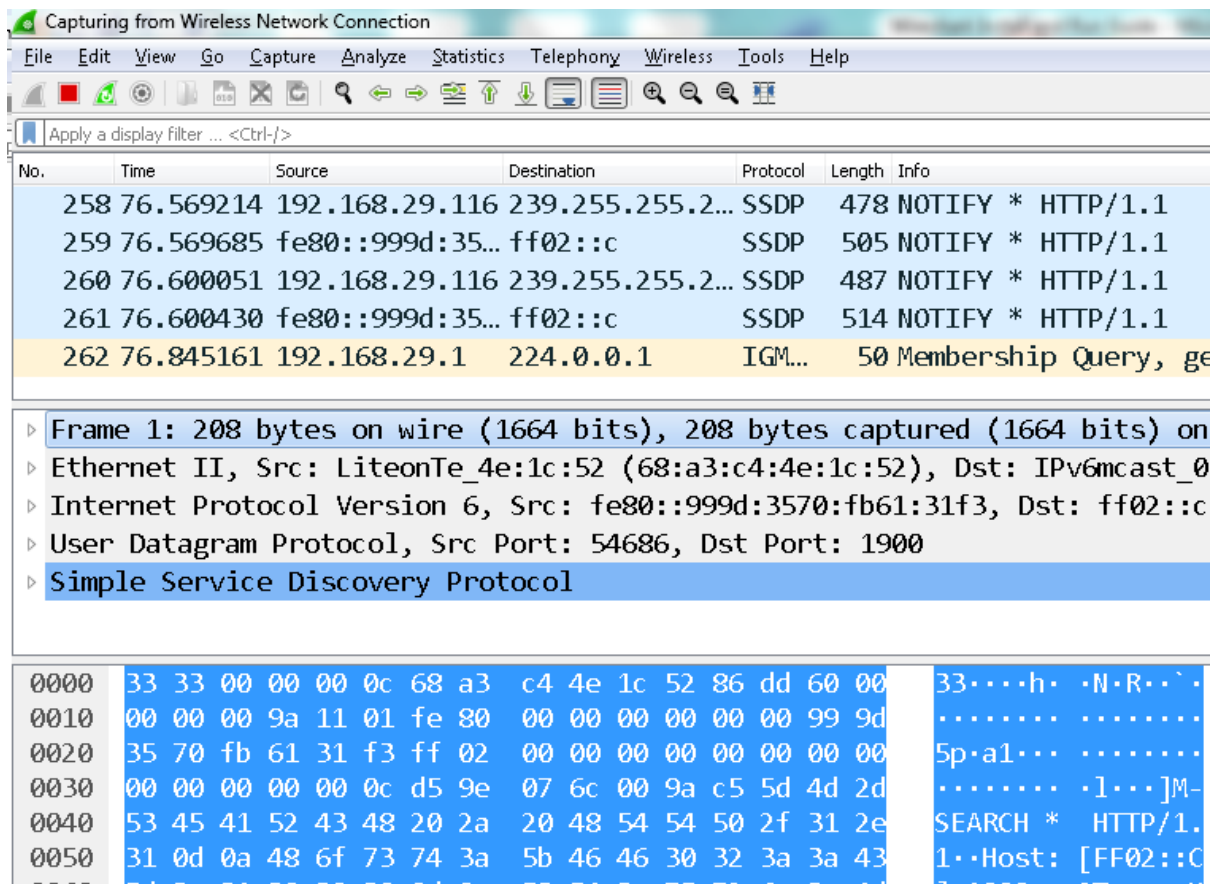 Capturing from Wireless Network Connection
File Edit View Go Capture Analyze Statistics Telephony Wireless Tools Help
Apply a display filter ... <Ctrl-/>
No. Time Source Destination Protocol Length Info
258 76.569214 192.168.29.116 239.255.255.2... SSDP 478 NOTIFY * HTTP/1.1
259 76.569685 fe80::999d:35... ff02::c SSDP 505 NOTIFY * HTTP/1.1
260 76.600051 192.168.29.116 239.255.255.2... SSDP 487 NOTIFY * HTTP/1.1
261 76.600430 fe80::999d:35... ff02::c SSDP 514 NOTIFY * HTTP/1.1
262 76.845161 192.168.29.1 224.0.0.1 IGM... 50 Membership Query, ge
Frame 1: 208 bytes on wire (1664 bits), 208 bytes captured (1664 bits) on
Ethernet II, Src: LiteonTe_4e:1c:52 (68:a3:c4:4e:1c:52), Dst: IPv6mcast_0
Internet Protocol Version 6, Src: fe80::999d:3570:fb61:31f3, Dst: ff02::c
User Datagram Protocol, Src Port: 54686, Dst Port: 1900
Simple Service Discovery Protocol
0000 33 33 00 00 00 0c 68 a3 c4 4e 1c 52 86 dd 60 00 33····h· ·N·R··`·
0010 00 00 00 9a 11 01 fe 80 00 00 00 00 00 00 99 9d ········ ········
0020 35 70 fb 61 31 f3 ff 02 00 00 00 00 00 00 00 00 5p·a1··· ········
0030 00 00 00 00 00 0c d5 9e 07 6c 00 9a c5 5d 4d 2d ········ ·l···]M-
0040 53 45 41 52 43 48 20 2a 20 48 54 54 50 2f 31 2e SEARCH * HTTP/1.
0050 31 0d 0a 48 6f 73 74 3a 5b 46 46 30 32 3a 3a 43 1··Host: [FF02::C